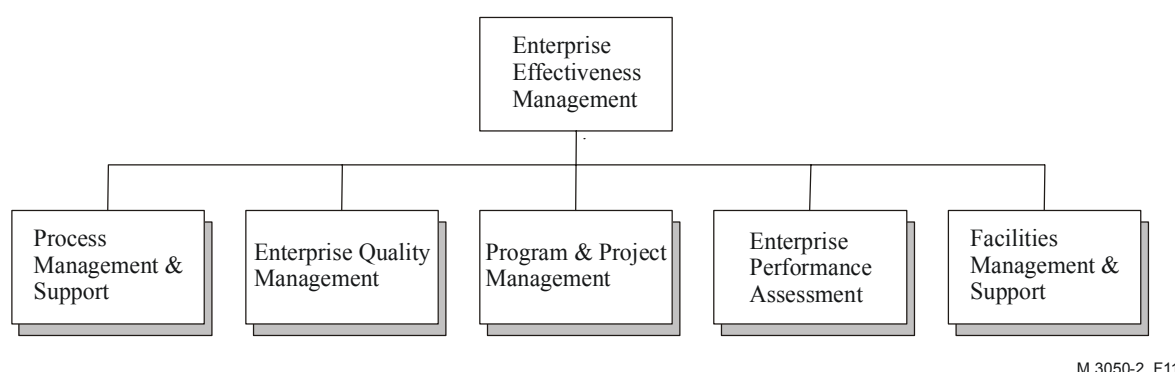 Enterprise
Effectiveness
Management
Process
Management &
Support
Enterprise Quality
Management
Program & Project
Management
Enterprise
Performance
Assessment
Facilities
Management &
Support